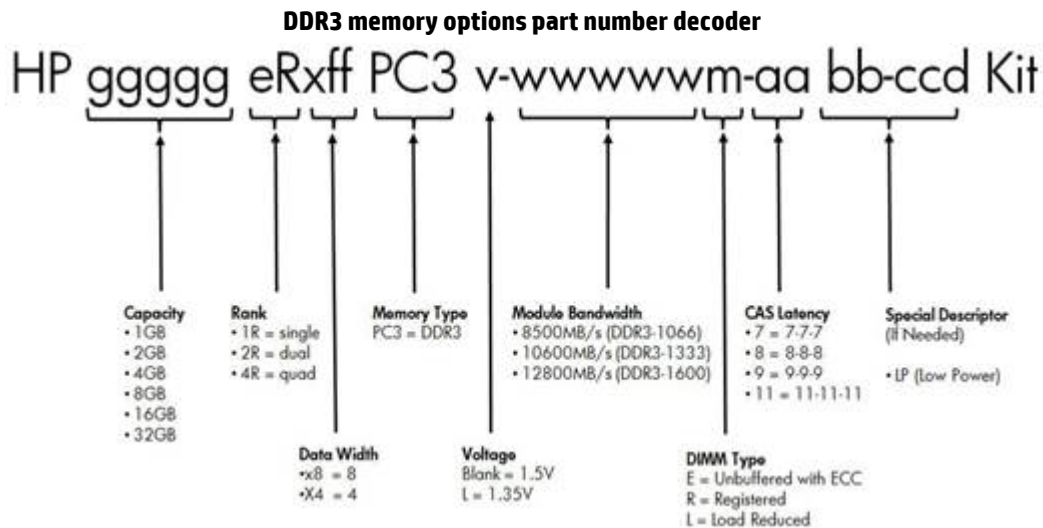 DDR3 memory options part number decoder
HP ggggg eRxff PC3 v-wwwwwm-aa bb-ccd Kit
Capacity
• 1GB
• 2GB
• 4GB
• 8GB
• 16GB
• 32GB
Rank
• 1R = single
• 2R = dual
• 4R = quad
Memory Type
PC3 = DDR3
Module Bandwidth
• 8500MB/s (DDR3-1066)
• 10600MB/s (DDR3-1333)
• 12800MB/s (DDR3-1600)
CAS Latency
• 7 = 7-7-7
• 8 = 8-8-8
• 9 = 9-9-9
• 11 = 11-11-11
Special Descriptor
(If Needed)
• LP (Low Power)
Data Width
•x8 = 8
•X4 = 4
Voltage
Blank = 1.5V
L = 1.35V
DIMM Type
E = Unbuffered with ECC
R = Registered
L = Load Reduced